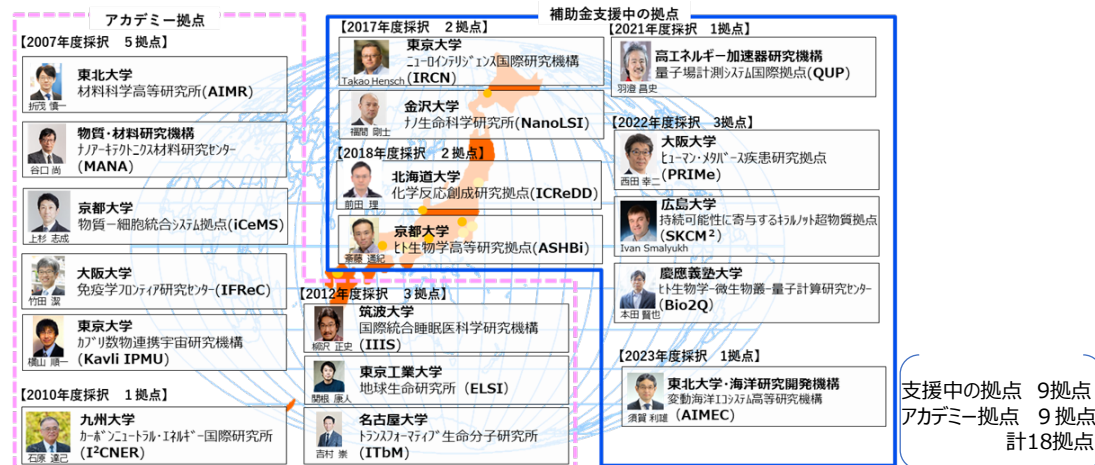 アカデミー拠点
【2007年度採択 5拠点】
東北大学
材料科学高等研究所(AIMR)
折茂 慎一
物質・材料研究機構
ﾅﾉｱｰｷﾃｸﾄﾆｸｽ材料研究ｾﾝﾀｰ
(MANA)
谷口 尚
京都大学
物質－細胞統合ｼｽﾃﾑ拠点(iCeMS)
上杉 志成
大阪大学
免疫学ﾌﾛﾝﾃｨｱ研究ｾﾝﾀｰ(IFReC)
竹田 潔
東京大学
ｶﾌﾞﾘ数物連携宇宙研究機構
(Kavli IPMU)
横山 順一
【2010年度採択 1拠点】
九州大学
ｶｰﾎﾞﾝﾆｭｰﾄﾗﾙ･ｴﾈﾙｷﾞｰ国際研究所
(I²CNER)
石原 達己
【2012年度採択 3拠点】
筑波大学
国際統合睡眠医科学研究機構
(IIIS)
柳沢 正史
東京工業大学
地球生命研究所（ELSI)
関根 康人
名古屋大学
ﾄﾗﾝｽﾌｫｰﾏﾃｨﾌﾞ生命分子研究所
(ITbM)
吉村 崇
補助金支援中の拠点
【2017年度採択 2拠点】
東京大学
ﾆｭｰﾛｲﾝﾃﾘｼﾞｪﾝｽ国際研究機構
(IRCN)
Takao Hensch
金沢大学
ﾅﾉ生命科学研究所(NanoLSI)
福間 剛士
【2018年度採択 2拠点】
北海道大学
化学反応創成研究拠点(ICReDD)
前田 理
京都大学
ﾋﾄ生物学高等研究拠点(ASHBi)
斎藤 通紀
【2021年度採択 1拠点】
高エネルギー加速器研究機構
量子場計測ｼｽﾃﾑ国際拠点(QUP)
羽澄 昌史
【2022年度採択 3拠点】
大阪大学
ﾋｭｰﾏﾝ･ﾒﾀﾊﾞｰｽ疾患研究拠点
(PRIMe)
西田 幸二
広島大学
持続可能性に寄与するｷﾗﾙﾉｯﾄ超物質拠点
(SKCM²)
Ivan Smalyukh
慶應義塾大学
ﾋﾄ生物学-微生物叢-量子計算研究ｾﾝﾀｰ
(Bio2Q)
本田 賢也
【2023年度採択 1拠点】
東北大学・海洋研究開発機構
変動海洋ｴｺｼｽﾃﾑ高等研究機構
(AIMEC)
須賀 利雄
支援中の拠点 9拠点
アカデミー拠点 9拠点
計18拠点